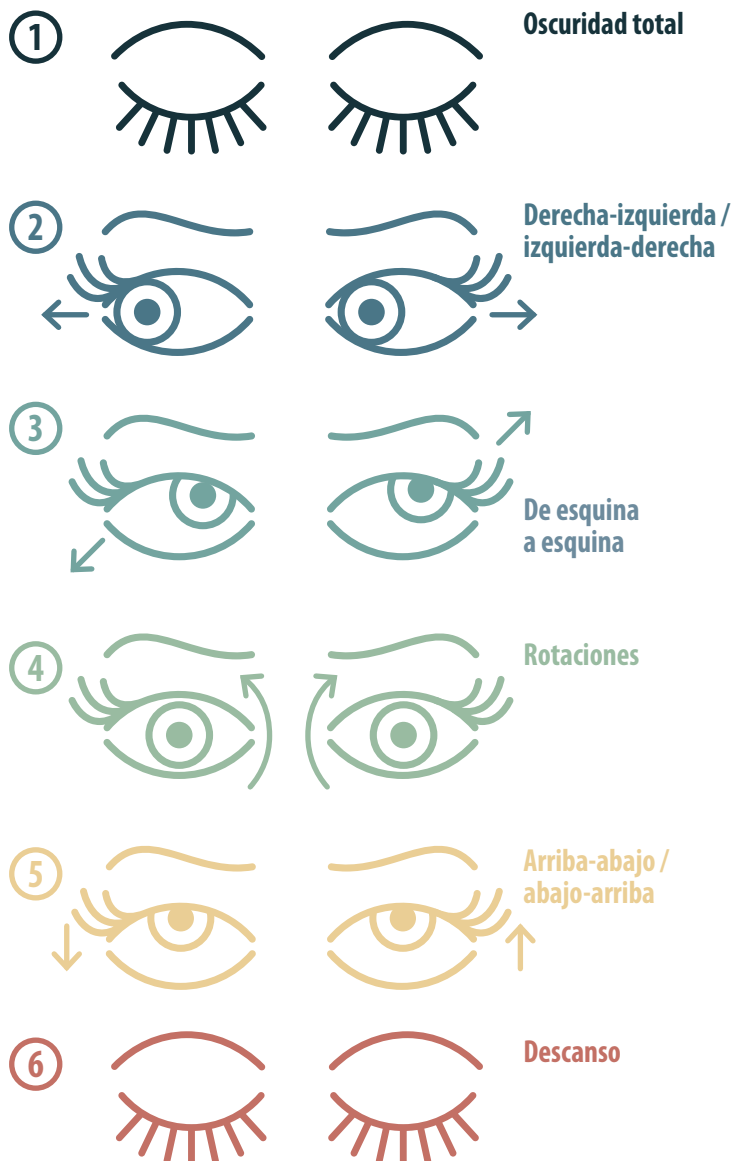 1
Oscuridad total
2
Derecha-izquierda /
izquierda-derecha
3
De esquina
a esquina
4
Rotaciones
5
Arriba-abajo /
abajo-arriba
6
Descanso